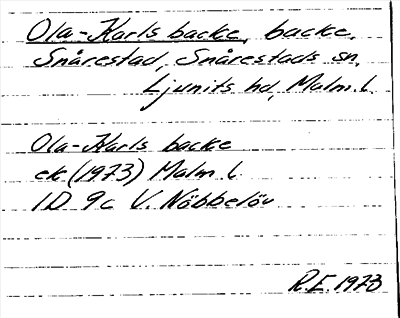 Ola-Karls backe, backe,
Snårestad, Snårestads sn,
Ljunits hd, Malm. l.
Ola-Karls backe
ek (1973) Malm. l.
1D 9c V. Nöbbelöv
R.E. 1973